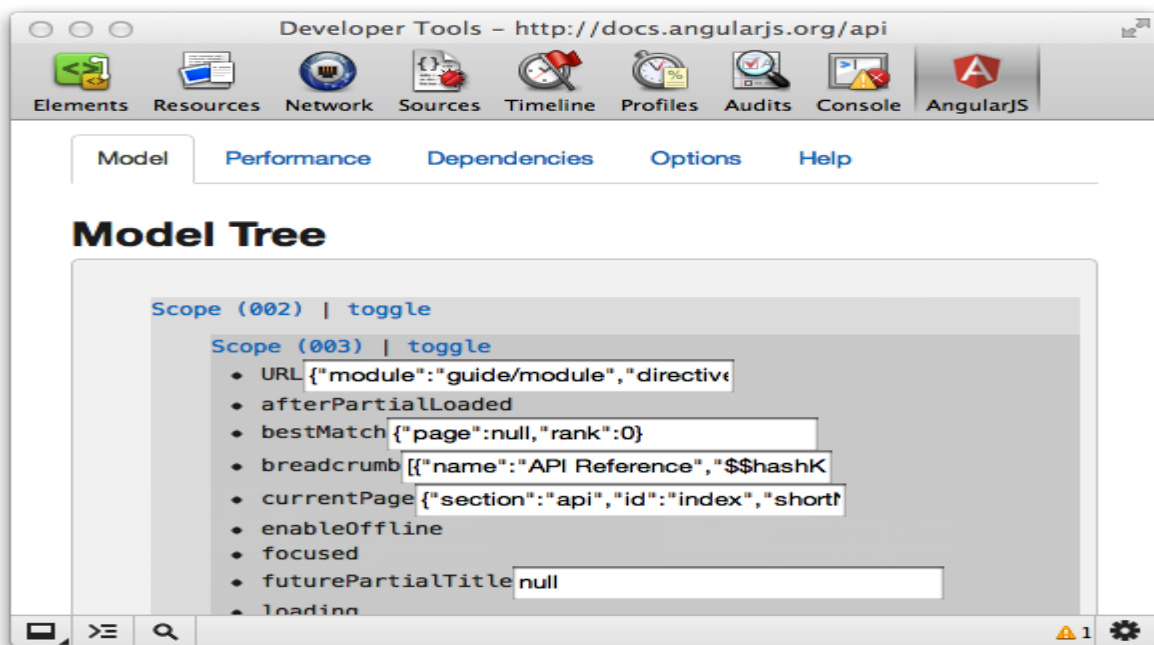 Developer Tools – http://docs.angularjs.org/api
Elements Resources Network Sources Timeline Profiles Audits Console AngularJS
Model Performance Dependencies Options Help
Model Tree
Scope (002) | toggle
Scope (003) | toggle
• URL {"module":"guide/module","directive
• afterPartialLoaded
• bestMatch {"page":null,"rank":0}
• breadcrumb [{"name":"API Reference","$$hashK
• currentPage {"section":"api","id":"index","short
• enableOffline
• focused
• futurePartialTitle null
• loading
1